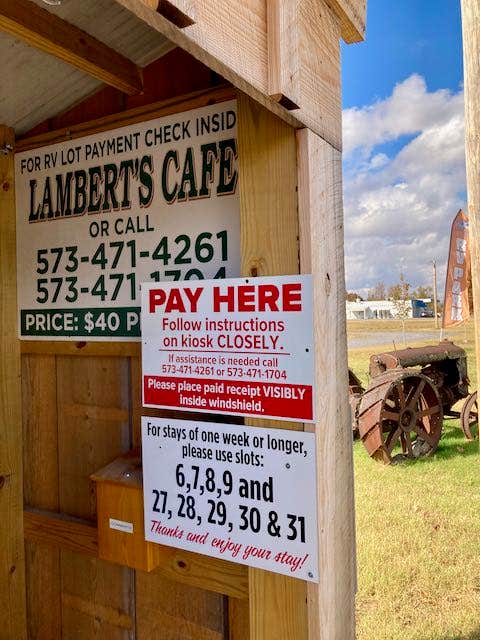 FOR RV LOT PAYMENT CHECK INSID
LAMBERT'S CAFE
OR CALL
573-471-4261
573-471-1704
PRICE: $40 P
PAY HERE
Follow instructions
on kiosk CLOSELY.
If assistance is needed call
573-471-4261 or 573-471-1704
Please place paid receipt VISIBLY
inside windshield.
For stays of one week or longer,
please use slots:
6,7,8,9 and
27, 28, 29, 30 & 31
Thanks and enjoy your stay!